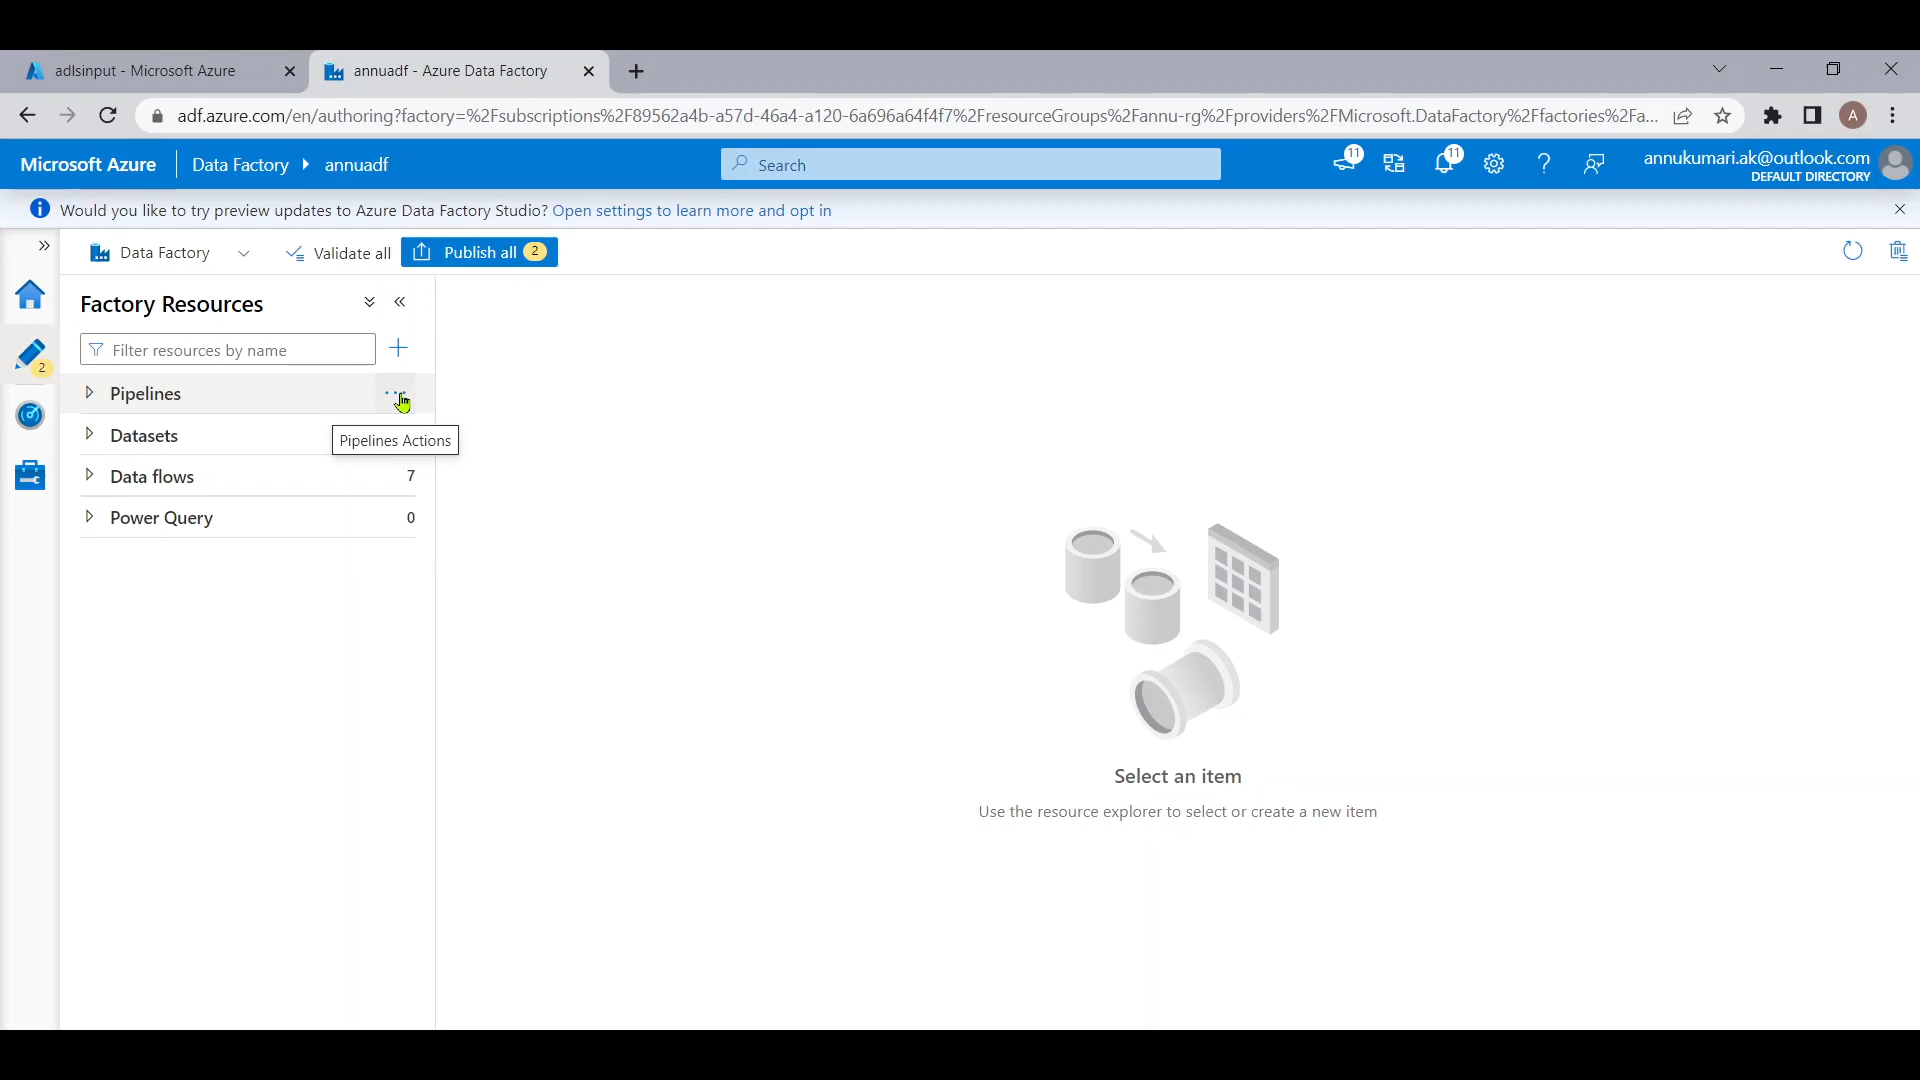 adlsinput - Microsoft Azure
annuadf - Azure Data Factory
adf.azure.com/en/authoring?factory=%2Fsubscriptions%2F89562a4b-a57d-46a4-a120-6a696a64f4f7%2FresourceGroups%2Fannu-rg%2Fproviders%2FMicrosoft.DataFactory%2Ffactories%2Fa...
A
Microsoft Azure
Data Factory
annuadf
Search
11
11
annukumari.ak@outlook.com
DEFAULT DIRECTORY
Would you like to try preview updates to Azure Data Factory Studio? Open settings to learn more and opt in
Data Factory
Validate all
Publish all 2
Factory Resources
Filter resources by name
2
Pipelines
Datasets
Pipelines Actions
Data flows 7
Power Query 0
Select an item
Use the resource explorer to select or create a new item